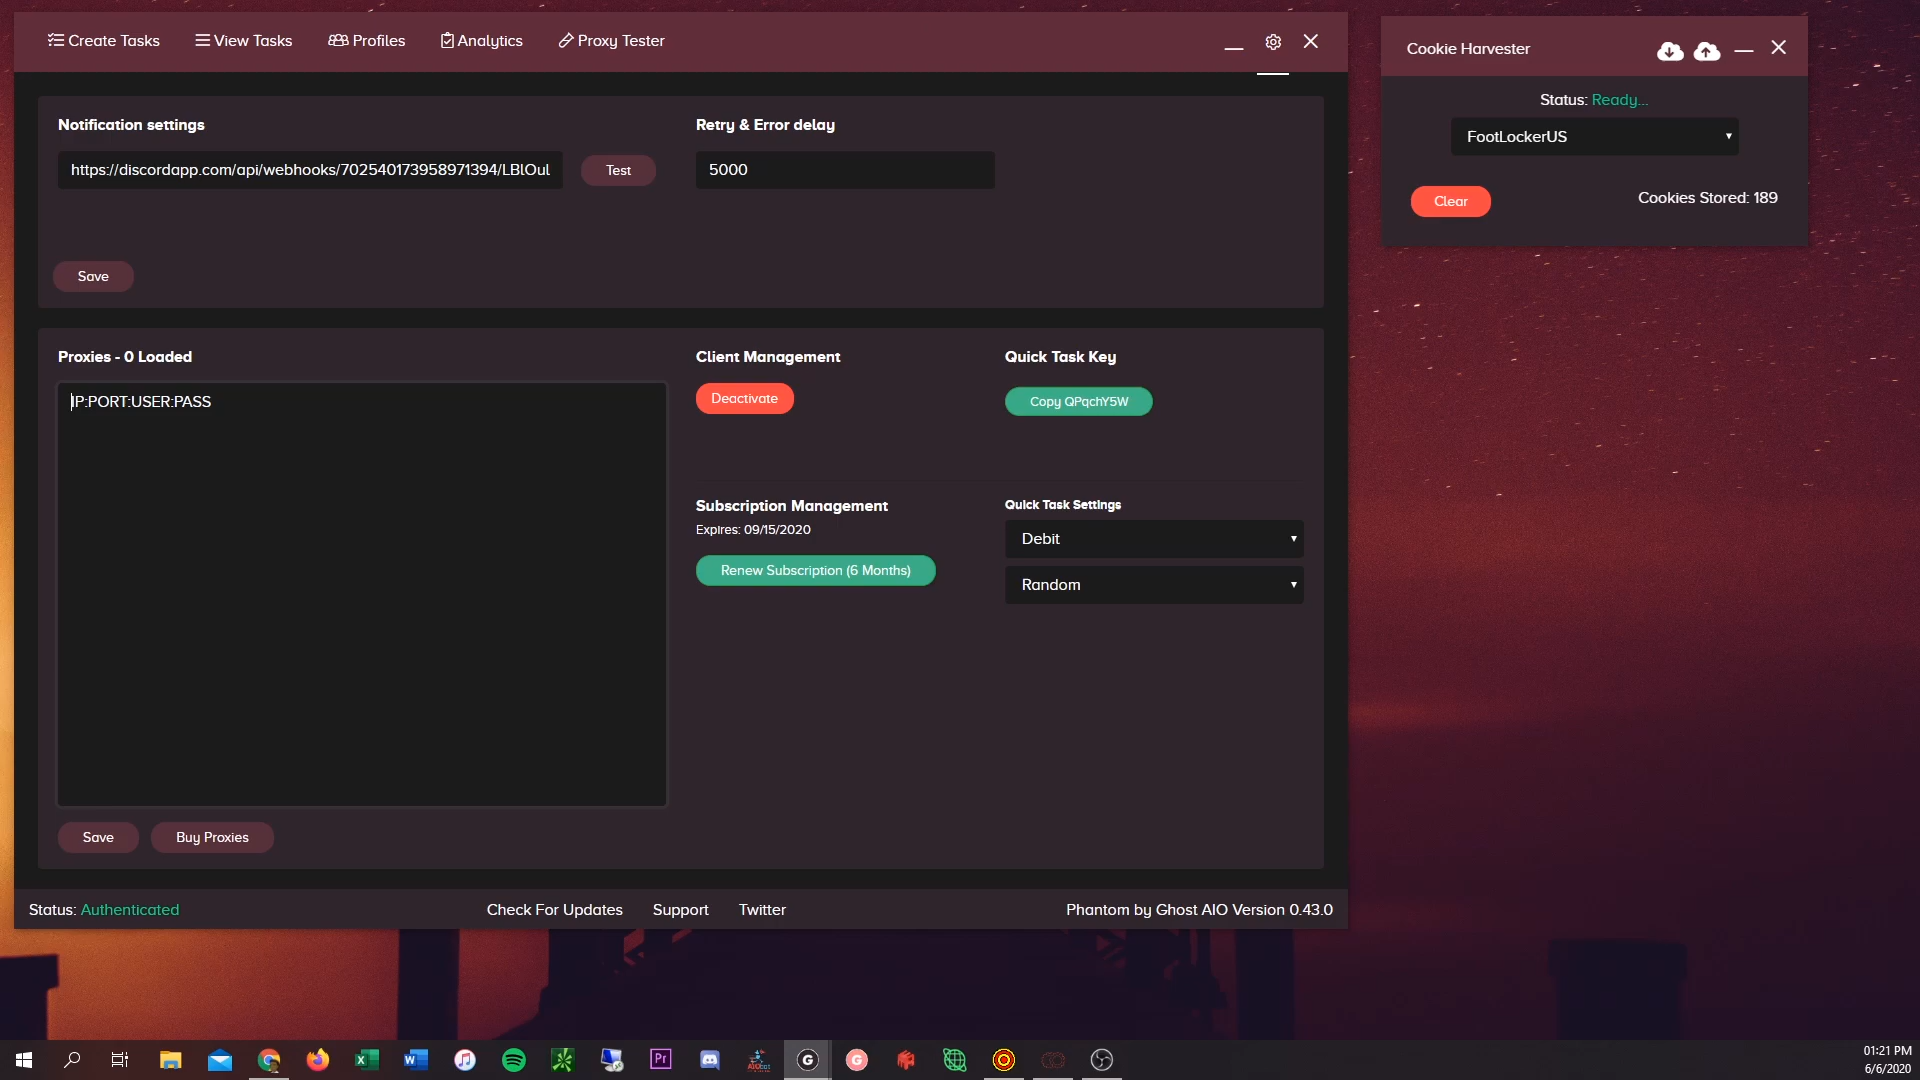 Create Tasks
View Tasks
Profiles
Analytics
Proxy Tester
Cookie Harvester
Status: Ready...
FootLockerUS
Clear
Cookies Stored: 189
Notification settings
https://discordapp.com/api/webhooks/702540173958971394/LBlOul
Test
Save
Retry & Error delay
5000
Proxies - 0 Loaded
IP:PORT:USER:PASS
Save
Buy Proxies
Client Management
Deactivate
Quick Task Key
Copy QPqchY5W
Subscription Management
Expires: 09/15/2020
Renew Subscription (6 Months)
Quick Task Settings
Debit
Random
Status: Authenticated
Check For Updates
Support
Twitter
Phantom by Ghost AIO Version 0.43.0
Pr
G
G
01:21 PM
6/6/2020